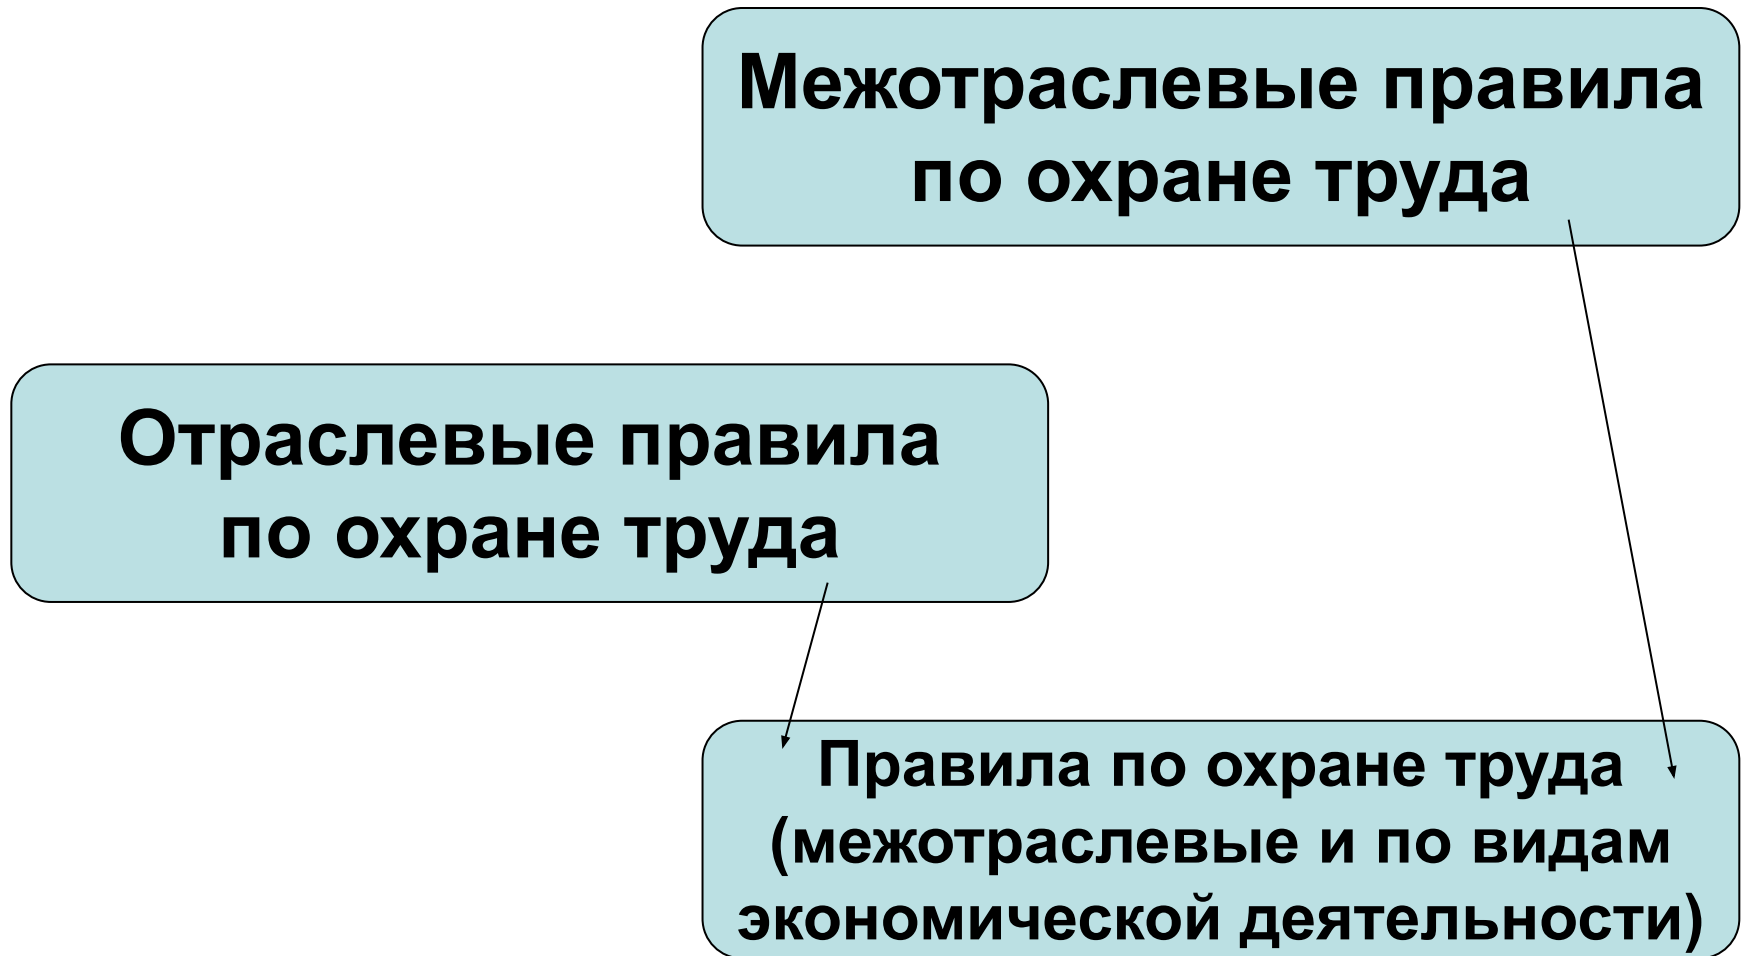 Межотраслевые правила
по охране труда
Отраслевые правила
по охране труда
Правила по охране труда
(межотраслевые и по видам
экономической деятельности)